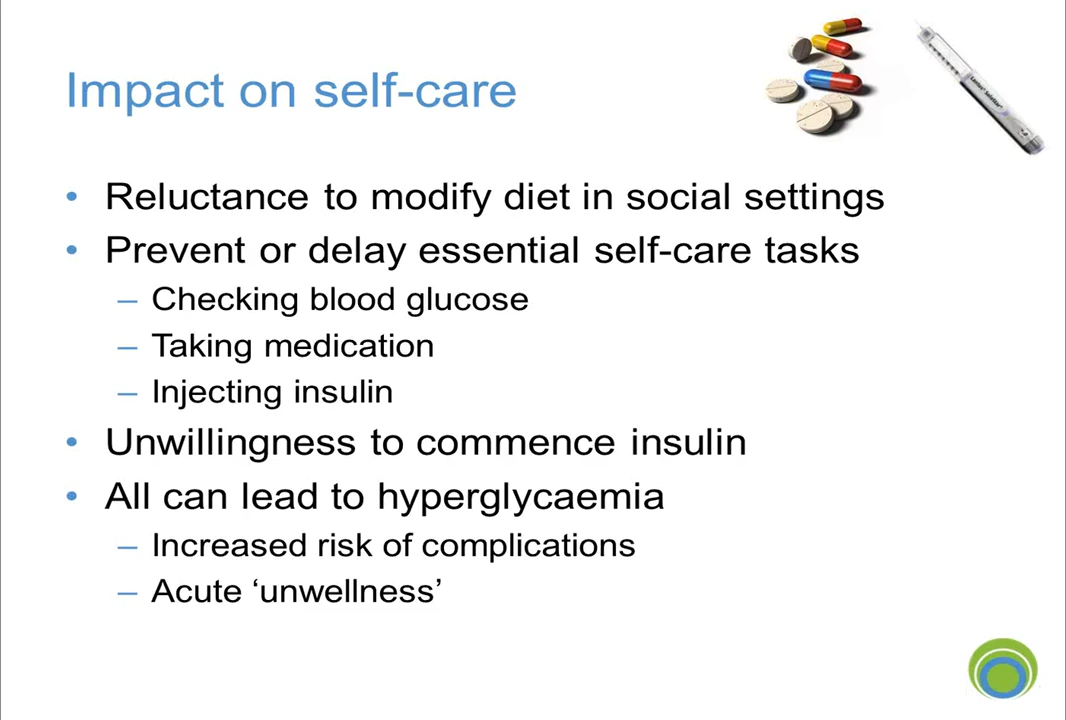 Impact on self-care
Lantus® SoloStar®
• Reluctance to modify diet in social settings
• Prevent or delay essential self-care tasks
– Checking blood glucose
– Taking medication
– Injecting insulin
• Unwillingness to commence insulin
• All can lead to hyperglycaemia
– Increased risk of complications
– Acute ‘unwellness’